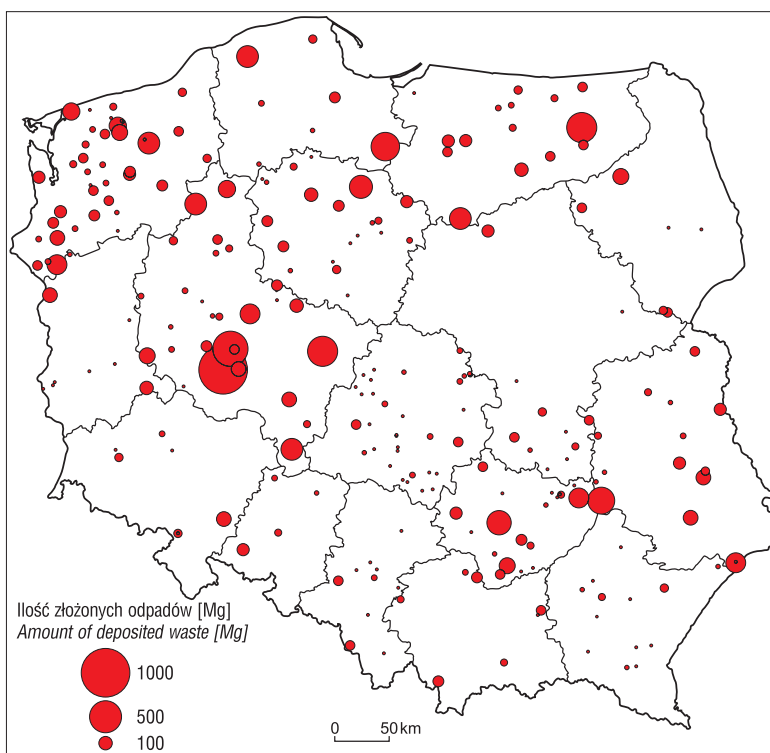 Ilość złożonych odpadów [Mg]
Amount of deposited waste [Mg]
1000
500
100
0 50 km